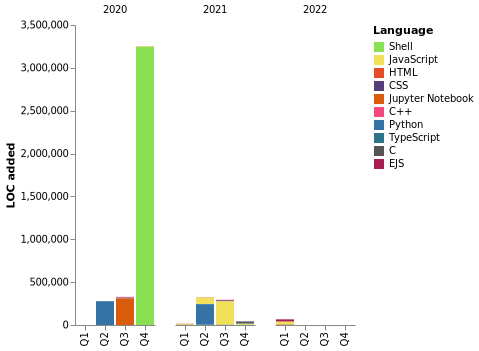 2020 2021 2022
3,500,000
3,000,000
2,500,000
2,000,000
1,500,000
1,000,000
500,000
0
LOC added
Q1 Q2 Q3 Q4 Q1 Q2 Q3 Q4 Q1 Q2 Q3 Q4
Language
Shell
JavaScript
HTML
CSS
Jupyter Notebook
C++
Python
TypeScript
C
EJS